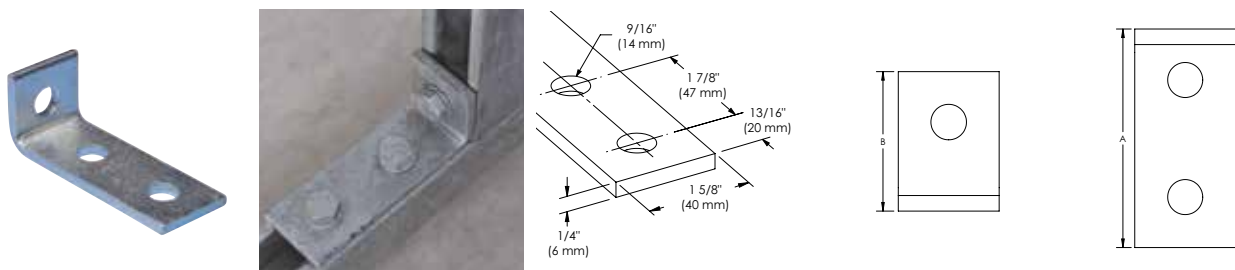 9/16"
(14 mm)
1 7/8"
(47 mm)
13/16"
(20 mm)
1 5/8"
(40 mm)
1/4"
(6 mm)
B
A